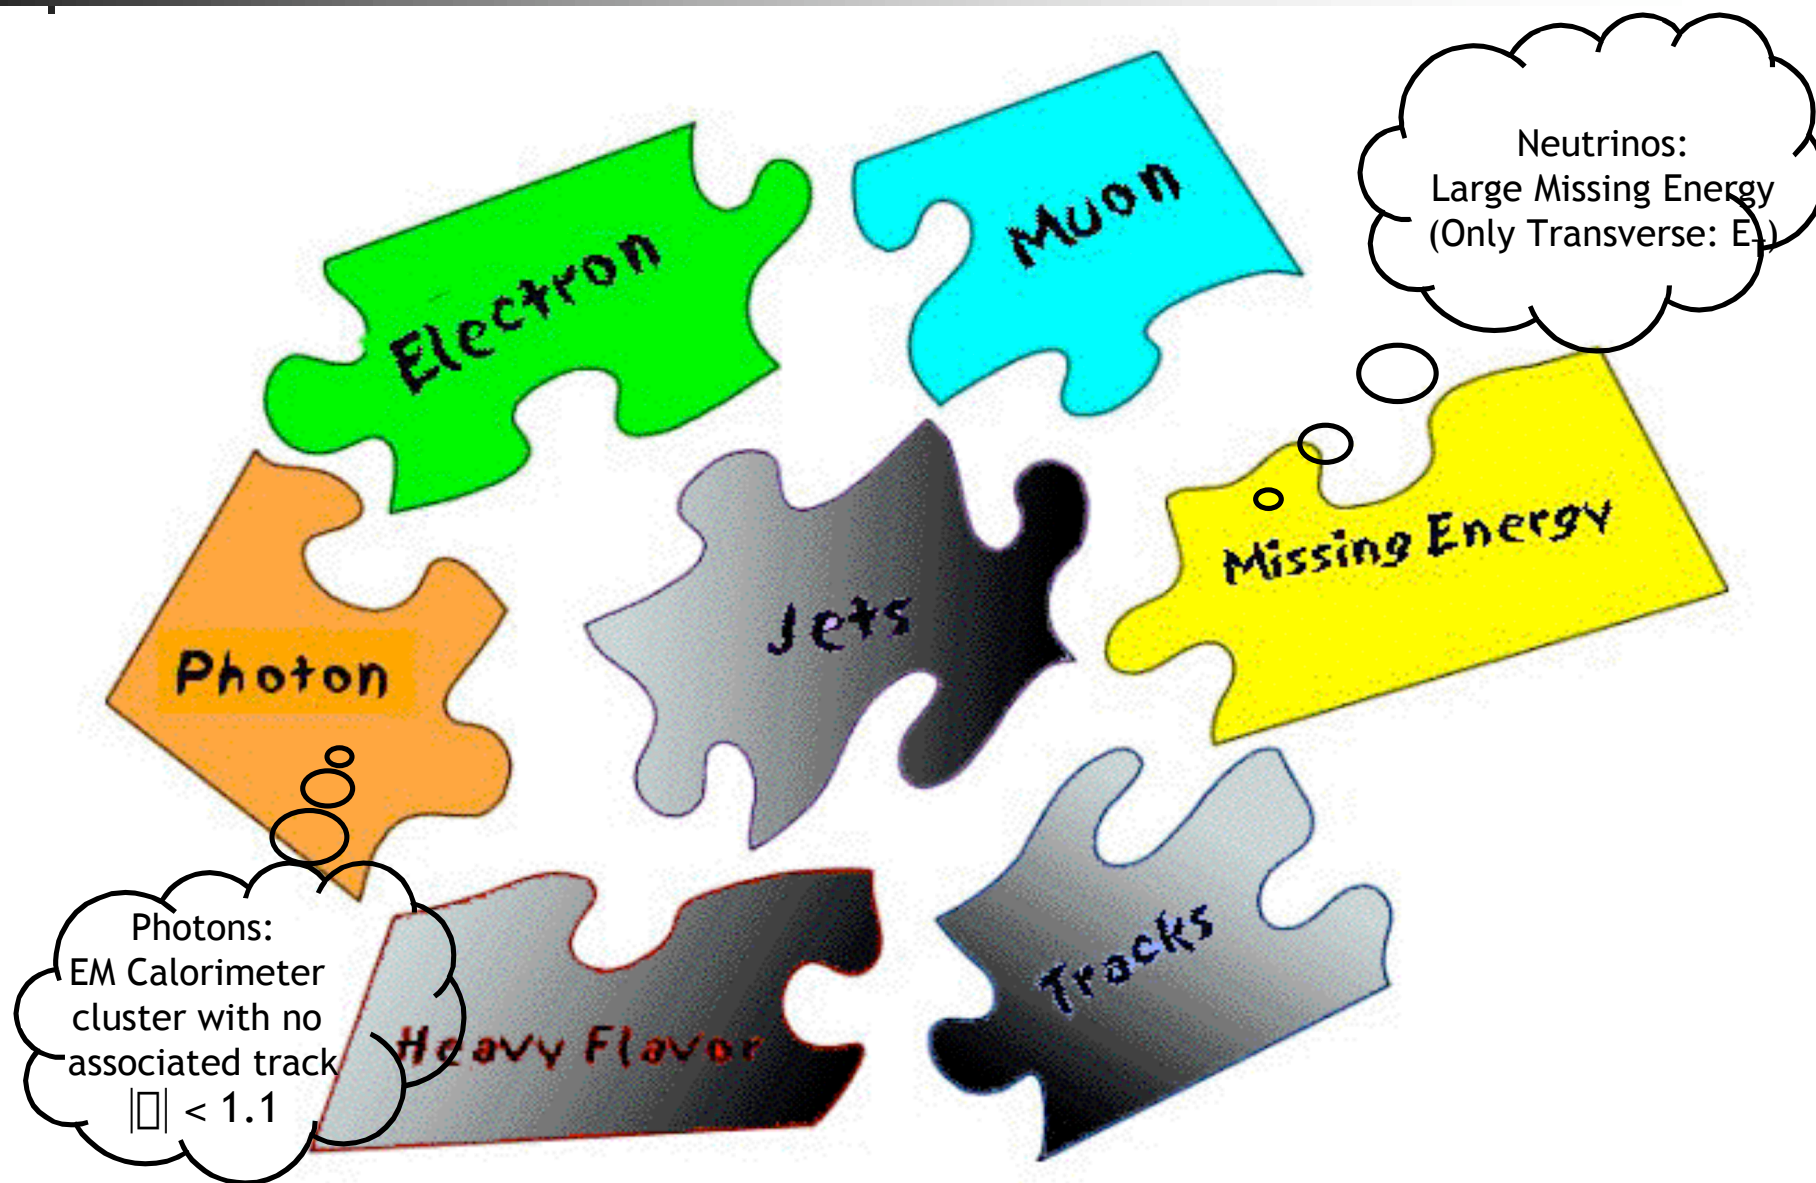 Neutrinos:
Large Missing Energy
(Only Transverse: E_T)
Electron
Muon
Missing Energy
Jets
Photon
Tracks
Heavy Flavor
Photons:
EM Calorimeter
cluster with no
associated track
|▯| < 1.1